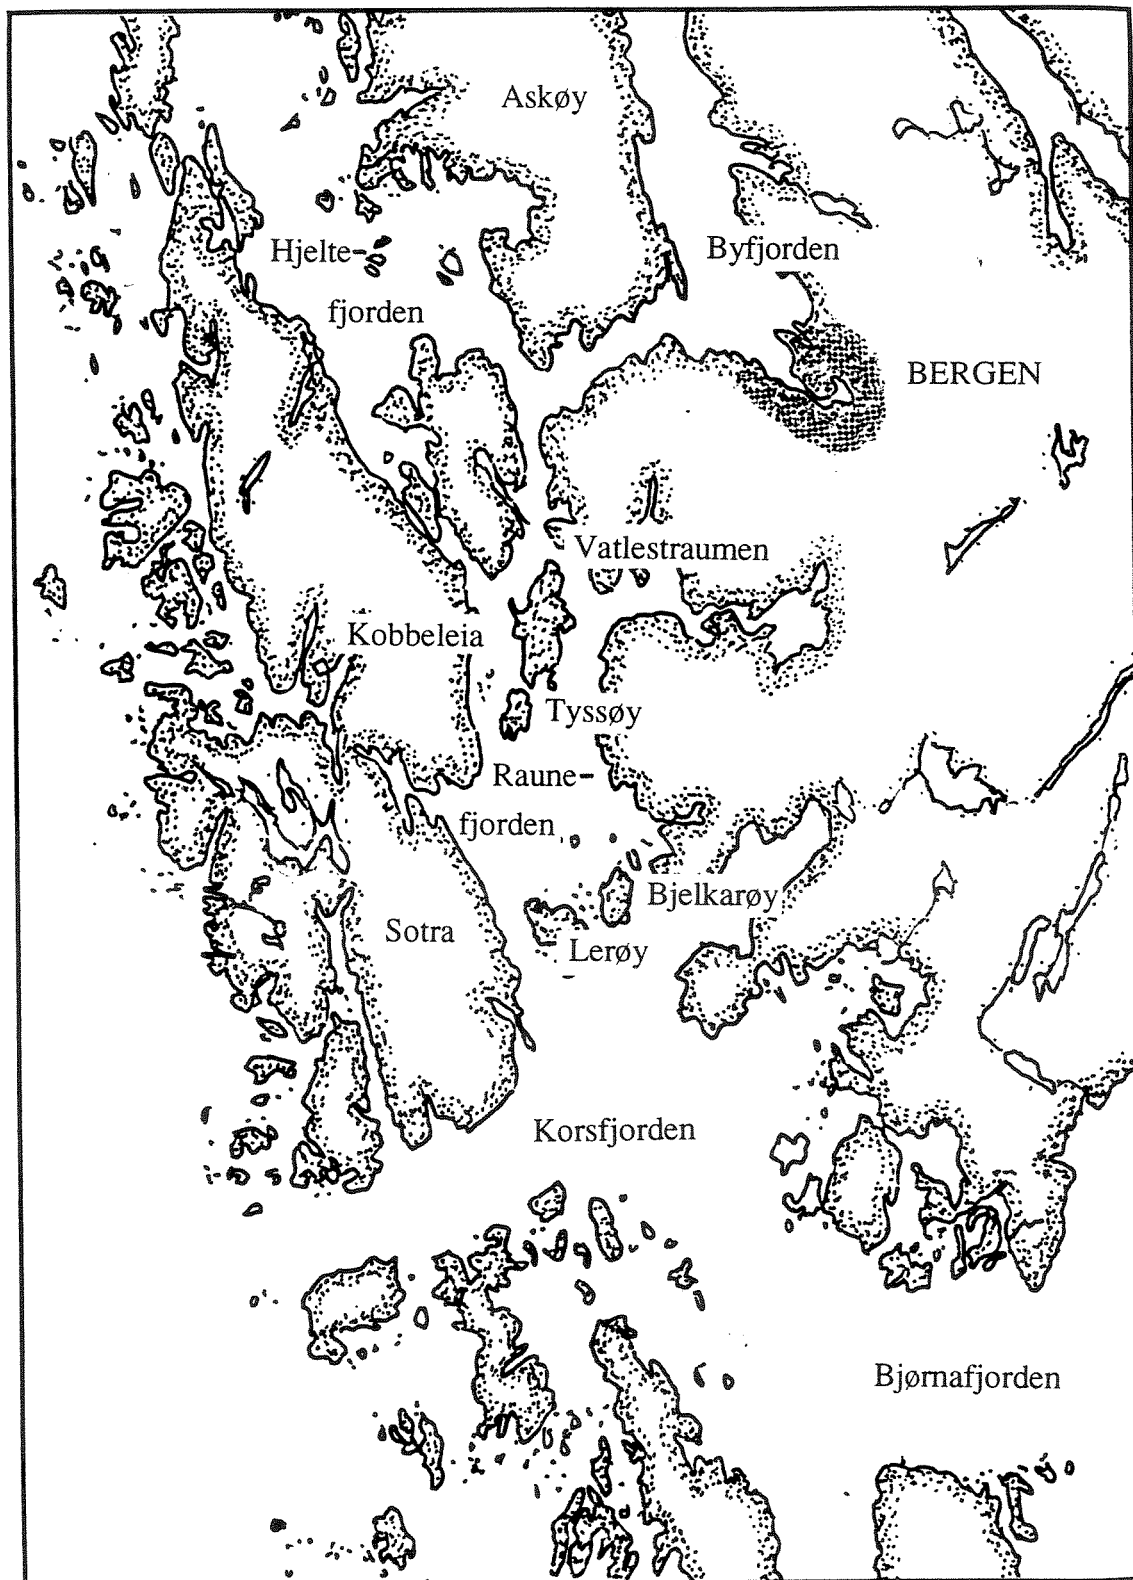 Askøy
Hjelte-
fjorden
Byfjorden
BERGEN
Vatlestraumen
Kobbeleia
Tyssøy
Raune-
fjorden
Bjelkarøy
Sotra
Lerøy
Korsfjorden
Bjørnafjorden